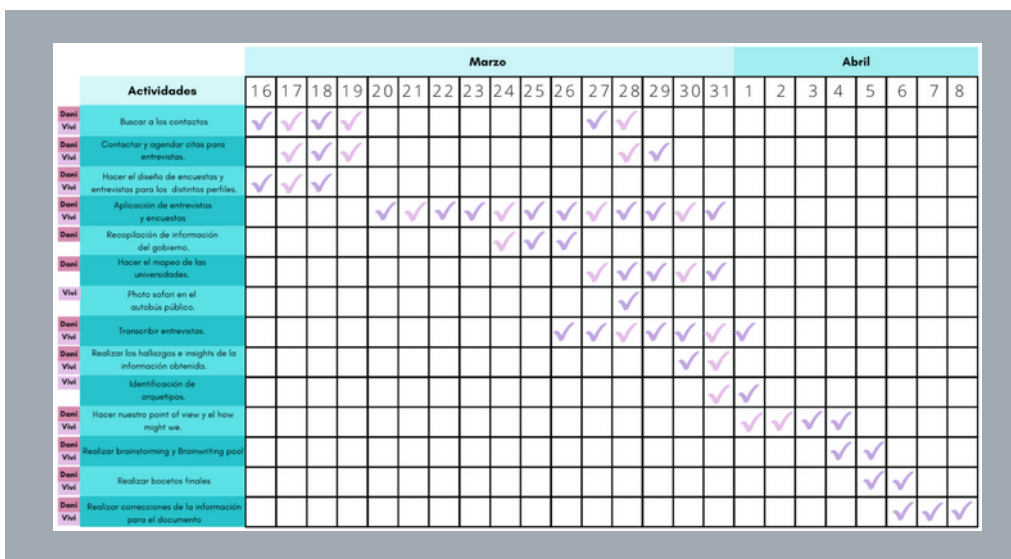 Marzo Abril
Actividades 16 17 18 19 20 21 22 23 24 25 26 27 28 29 30 31 1 2 3 4 5 6 7 8
Dani
Vivi
Buscar a los contactos
Dani
Vivi
Contactar y agendar citas para
entrevistas.
Dani
Vivi
Hacer el diseño de encuestas y
entrevistas para los distintos perfiles.
Dani
Vivi
Aplicación de entrevistas
y encuestas
Dani
Recopilación de información
del gobierno.
Dani
Hacer el mapeo de las
universidades.
Vivi
Photo safari en el
autobús público.
Dani
Vivi
Transcribir entrevistas.
Dani
Vivi
Realizar los hallazgos e insights de la
información obtenida.
Vivi
Identificación de
arquetipos.
Dani
Vivi
Hacer nuestro point of view y el how
might we.
Dani
Vivi
Realizar brainstorming y Brainwriting pool
Dani
Vivi
Realizar bocetos finales
Dani
Vivi
Realizar correcciones de la información
para el documento